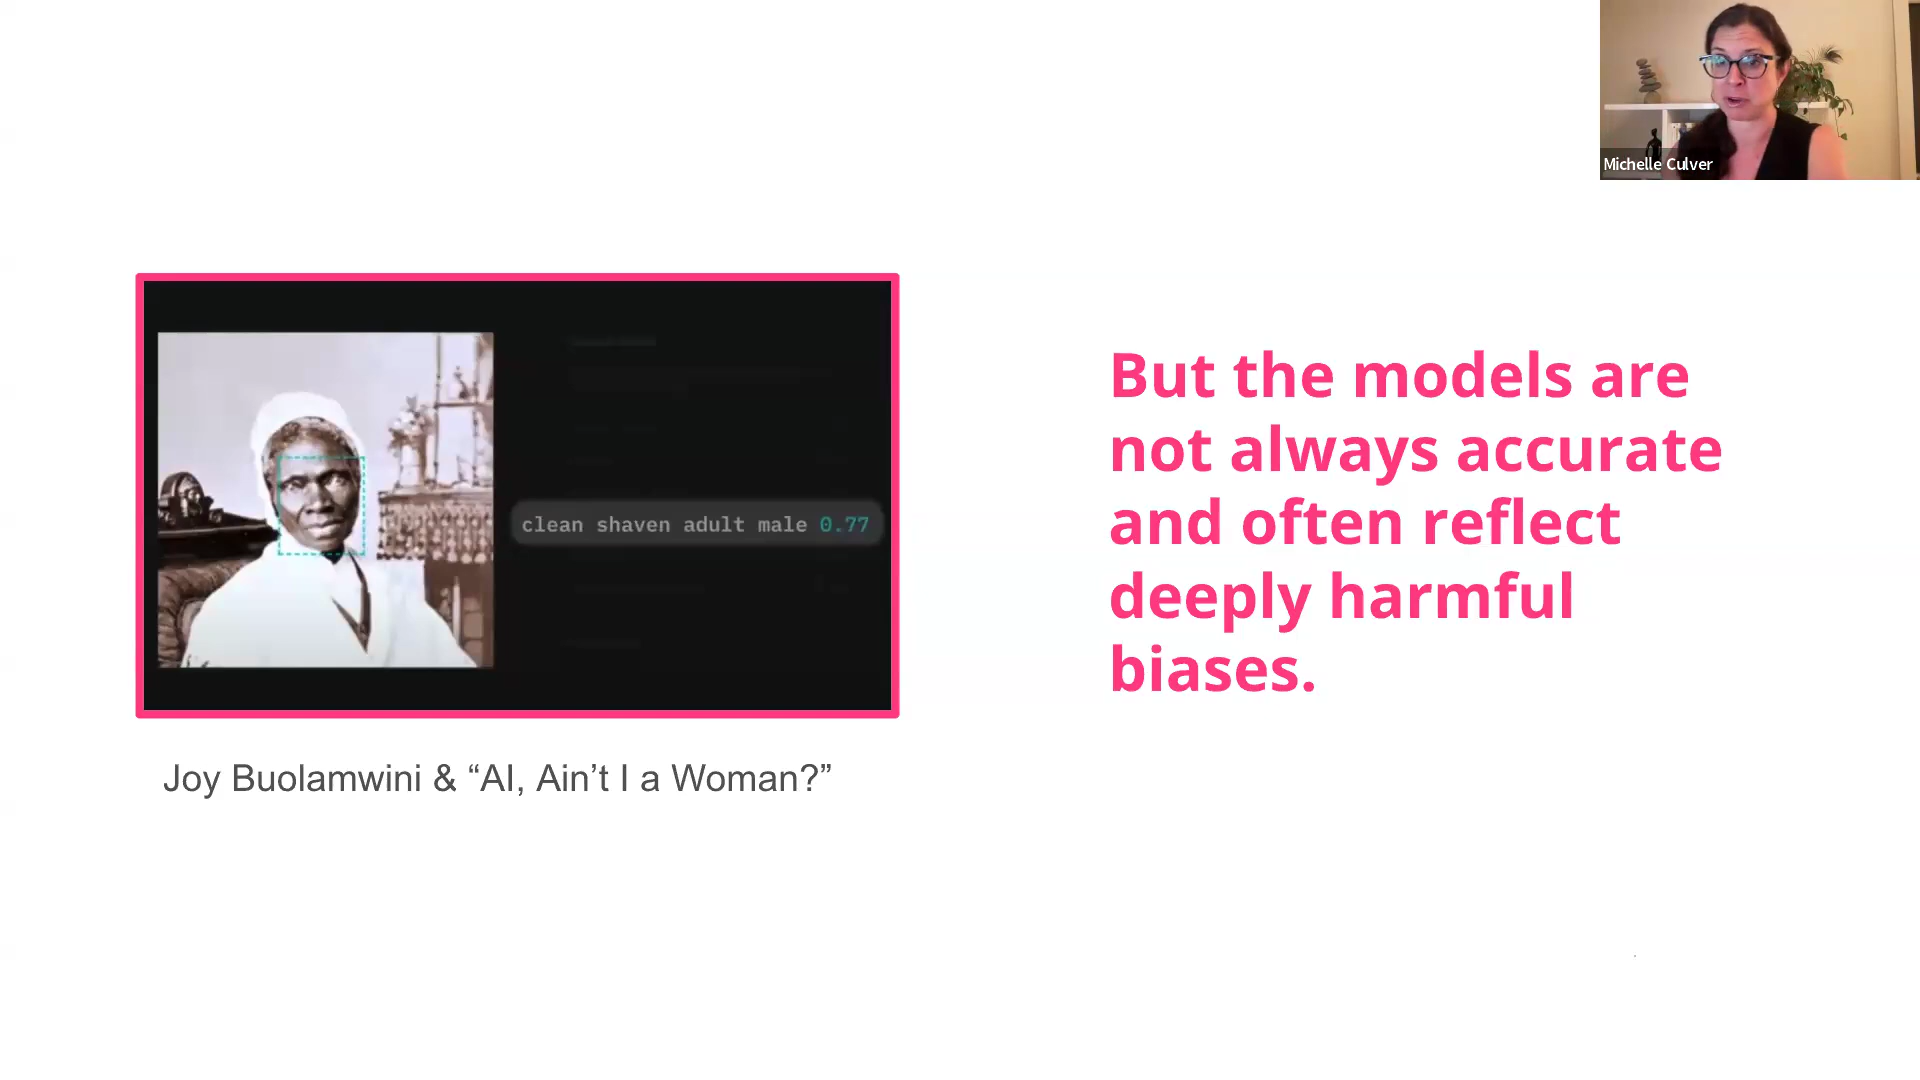 Michelle Culver
clean shaven adult male 0.77
But the models are
not always accurate
and often reflect
deeply harmful
biases.
Joy Buolamwini & “AI, Ain’t I a Woman?”